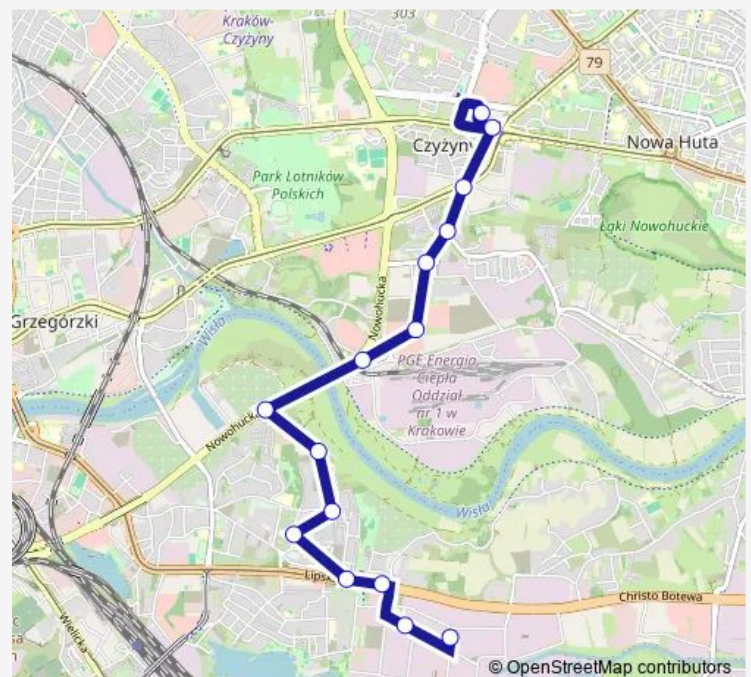 303
Kraków-
Czyżyny
79
Czyżyny
Nowa Huta
Park Lotników
Polskich
Łąki Nowohuckie
Nowohucka
Grzegórzki
Wisła
PGE Energia
Ciepła
Oddział
nr 1 w
Krakowie
Nowohucka
Wisła
Lipska
Christo Botewa
Wielicka
© OpenStreetMap contributors